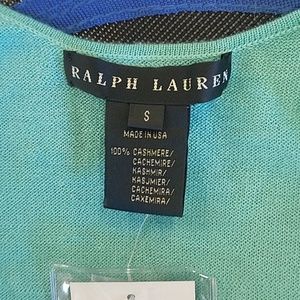 RALPH LAUREN
S
MADE IN USA
100% CASHMERE/
CACHEMIRE/
KASHMIR/
KASJMIER/
CACHEMIRA/
CAXEMIRA/